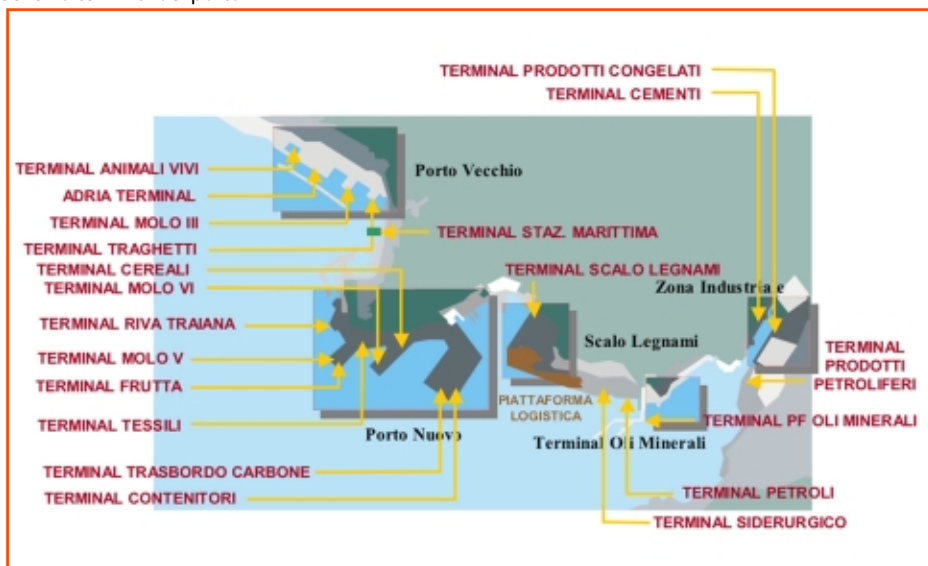 TERMINAL PRODOTTI CONGELATI
TERMINAL CEMENTI
TERMINAL ANIMALI VIVI
Porto Vecchio
ADRIA TERMINAL
TERMINAL MOLO III
TERMINAL STAZ. MARITTIMA
TERMINAL TRAGHETTI
TERMINAL CEREALI
TERMINAL SCALO LEGNAMI
TERMINAL MOLO VI
Zona Industriale
TERMINAL RIVA TRAIANA
Scalo Legnami
TERMINAL MOLO V
TERMINAL
PRODOTTI
PETROLIFERI
TERMINAL FRUTTA
PIATTAFORMA
LOGISTICA
TERMINAL TESSILI
TERMINAL PF OLI MINERALI
Porto Nuovo
Terminal Oli Minerali
TERMINAL TRASBORDO CARBONE
TERMINAL CONTENITORI
TERMINAL PETROLI
TERMINAL SIDERURGICO